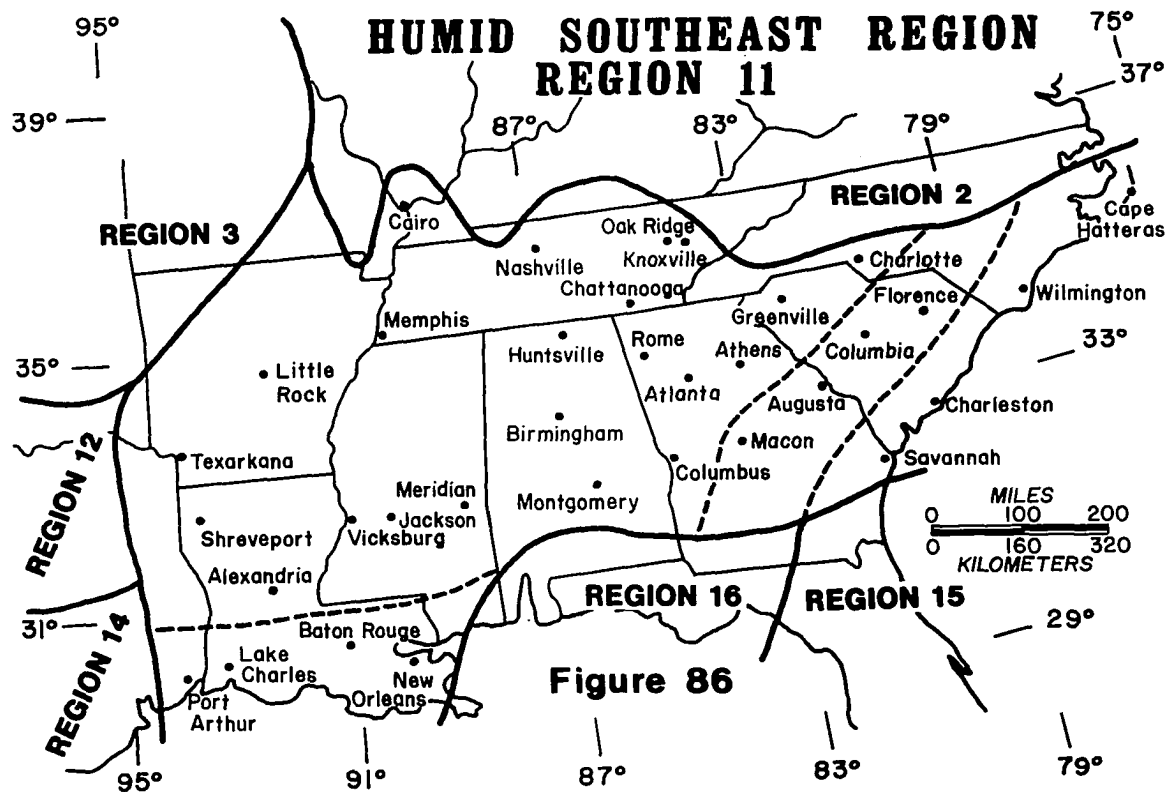 HUMID SOUTHEAST REGION
REGION 11
95°
75°
37°
39°
87°
83°
79°
REGION 2
REGION 3
Cairo
Oak Ridge
Knoxville
Cape
Hatteras
Nashville
Charlotte
Chattanooga
Florence
Wilmington
Memphis
Greenville
33°
Huntsville
Rome
Athens
Columbia
35°
Little
Rock
Atlanta
Augusta
Charleston
Birmingham
Macon
REGION 12
Texarkana
Columbus
Savannah
Meridian
Montgomery
MILES
0 100 200
Jackson
Shreveport
Vicksburg
0 160 320
KILOMETERS
Alexandria
REGION 16
REGION 15
31°
Baton Rouge
29°
REGION 14
Lake
Charles
New
Orleans
Figure 86
Port
Arthur
95°
91°
87°
83°
79°